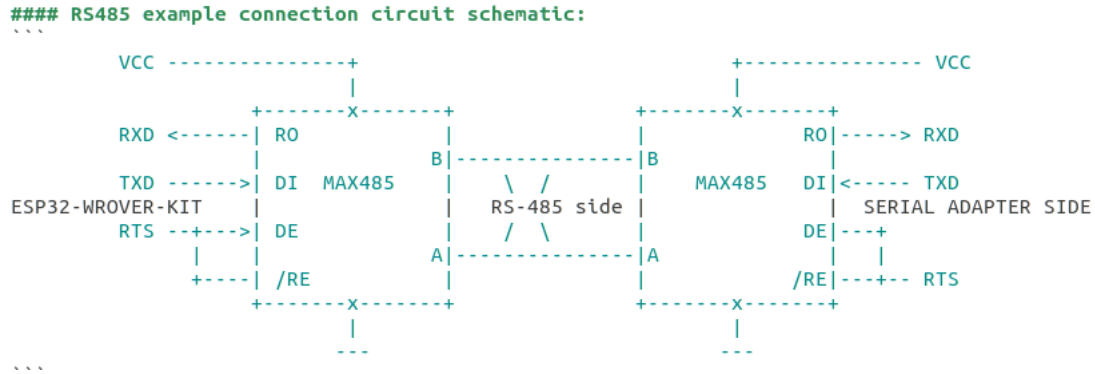 #### RS485 example connection circuit schematic:
```
         VCC ---------------+                               +--------------- VCC
                            |                               |
                    +-------x-------+               +-------x-------+
         RXD <------| RO            |               |             RO|-----> RXD
                    |              B|---------------|B              |
         TXD ------>| DI  MAX485    |    \  /       |    MAX485   DI|<----- TXD
ESP32-WROVER-KIT    |               |   RS-485 side |               |  SERIAL ADAPTER SIDE
         RTS --+--->| DE            |    /  \       |             DE|---+
               |    |              A|---------------|A              |   |
               +----| /RE           |               |            /RE|---+-- RTS
                    +-------x-------+               +-------x-------+
                            |                               |
                           ---                             ---
```